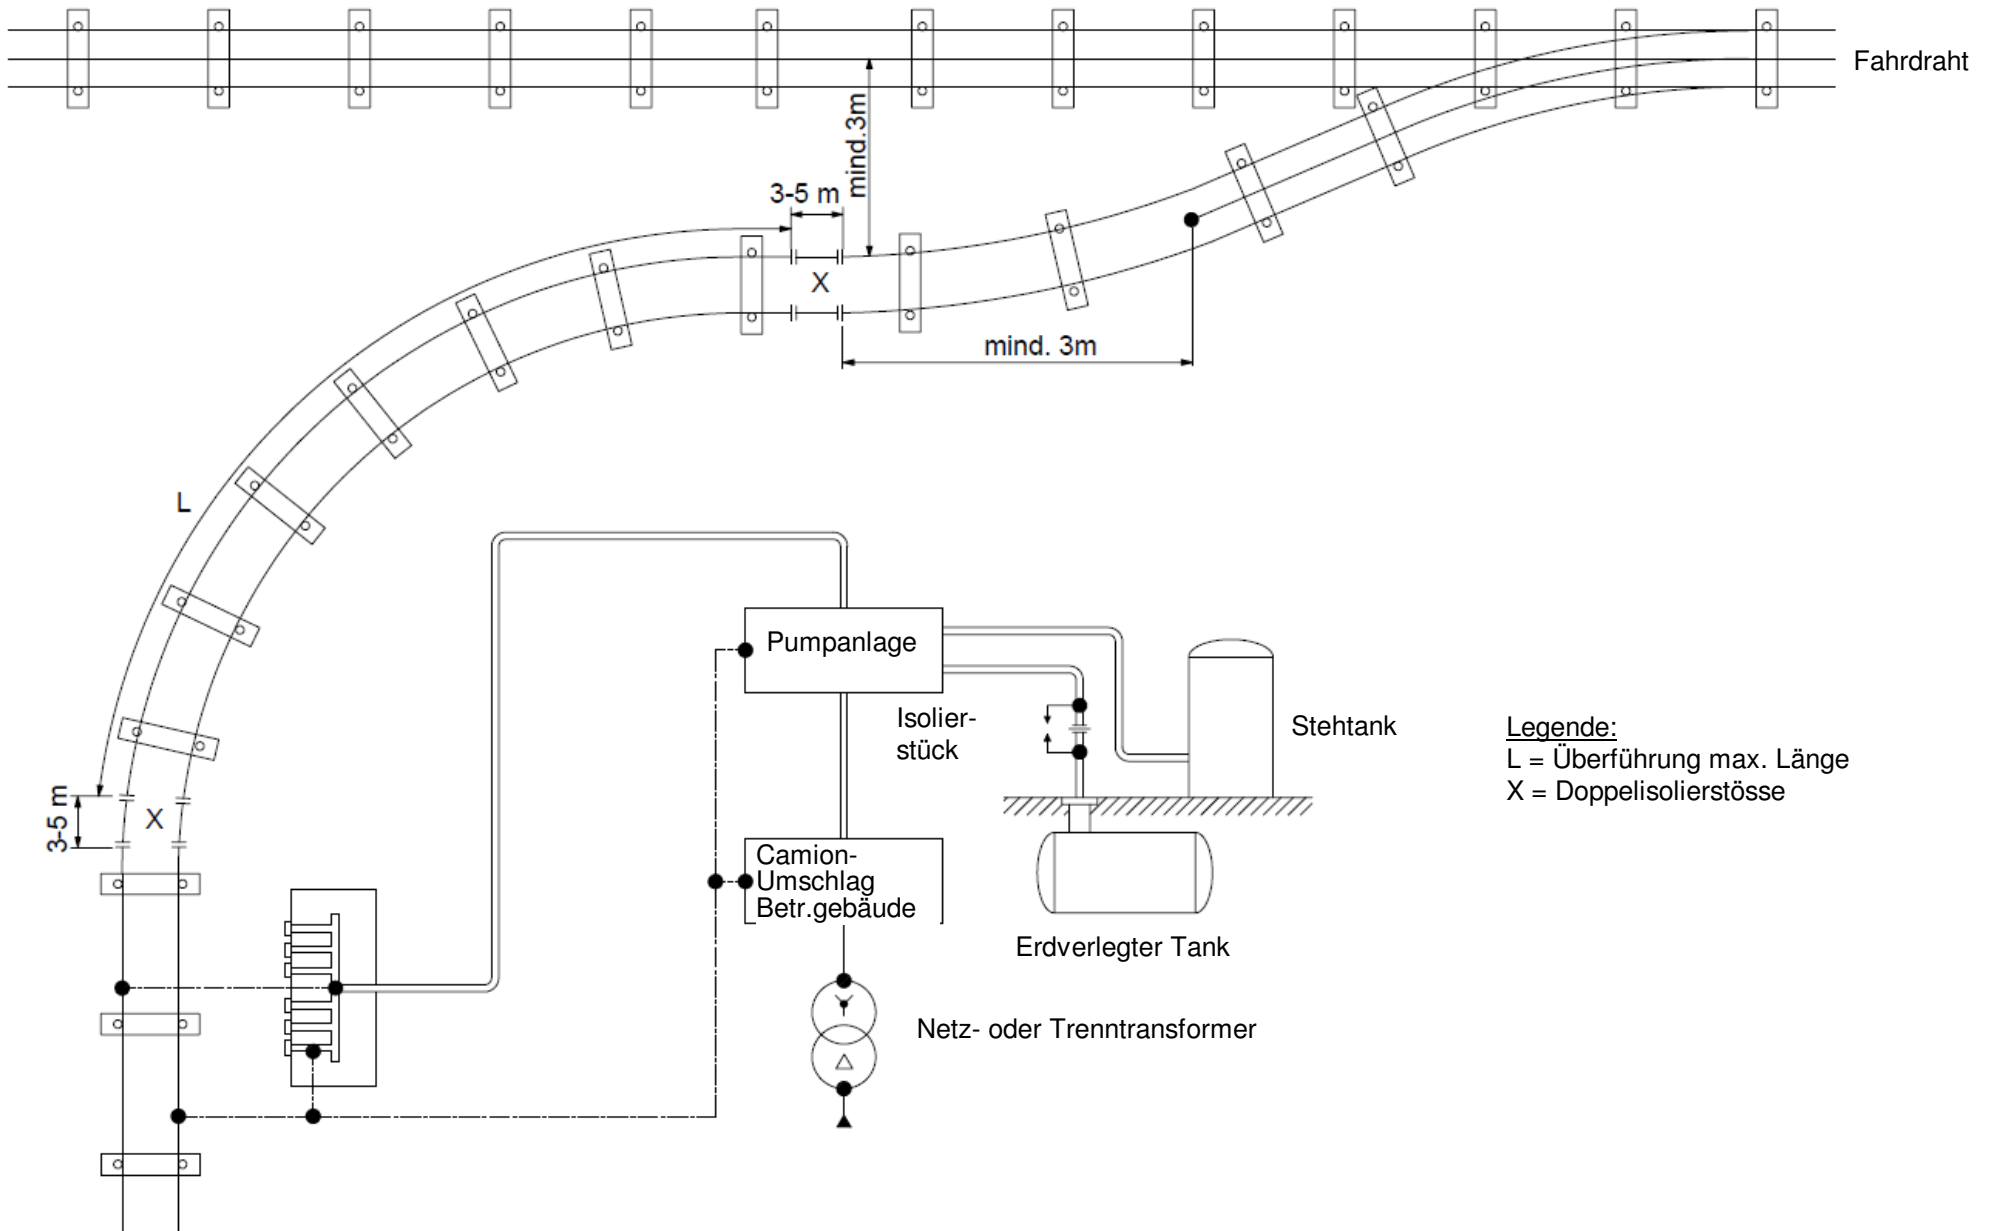 Fahrdraht
mind.3m
3-5 m
X
mind. 3m
L
Pumpanlage
Isolier-
stück
Stehtank
Legende:
L = Überführung max. Länge
X = Doppelisolierstösse
3-5 m
X
Camion-
Umschlag
Betr.gebäude
Erdverlegter Tank
Netz- oder Trenntransformer